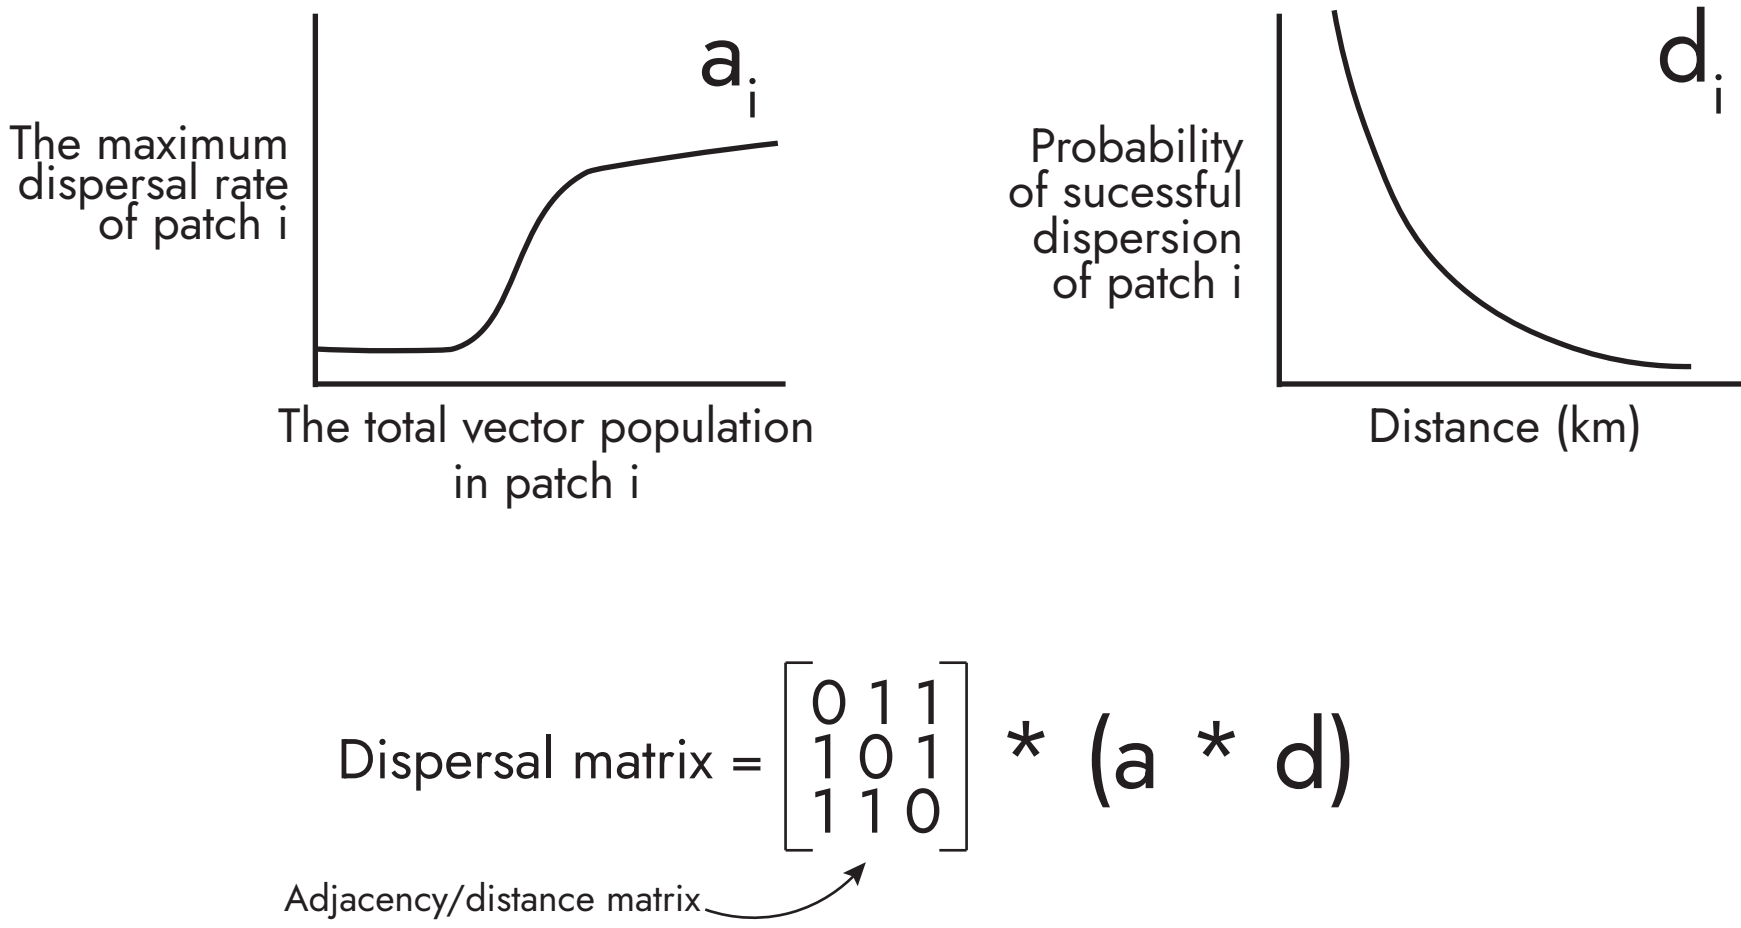 a
i
The maximum
dispersal rate
of patch i
The total vector population
in patch i
d
i
Probability
of sucessful
dispersion
of patch i
Distance (km)
Dispersal matrix = [ 0 1 1
1 0 1
1 1 0 ] * (a * d)
Adjacency/distance matrix